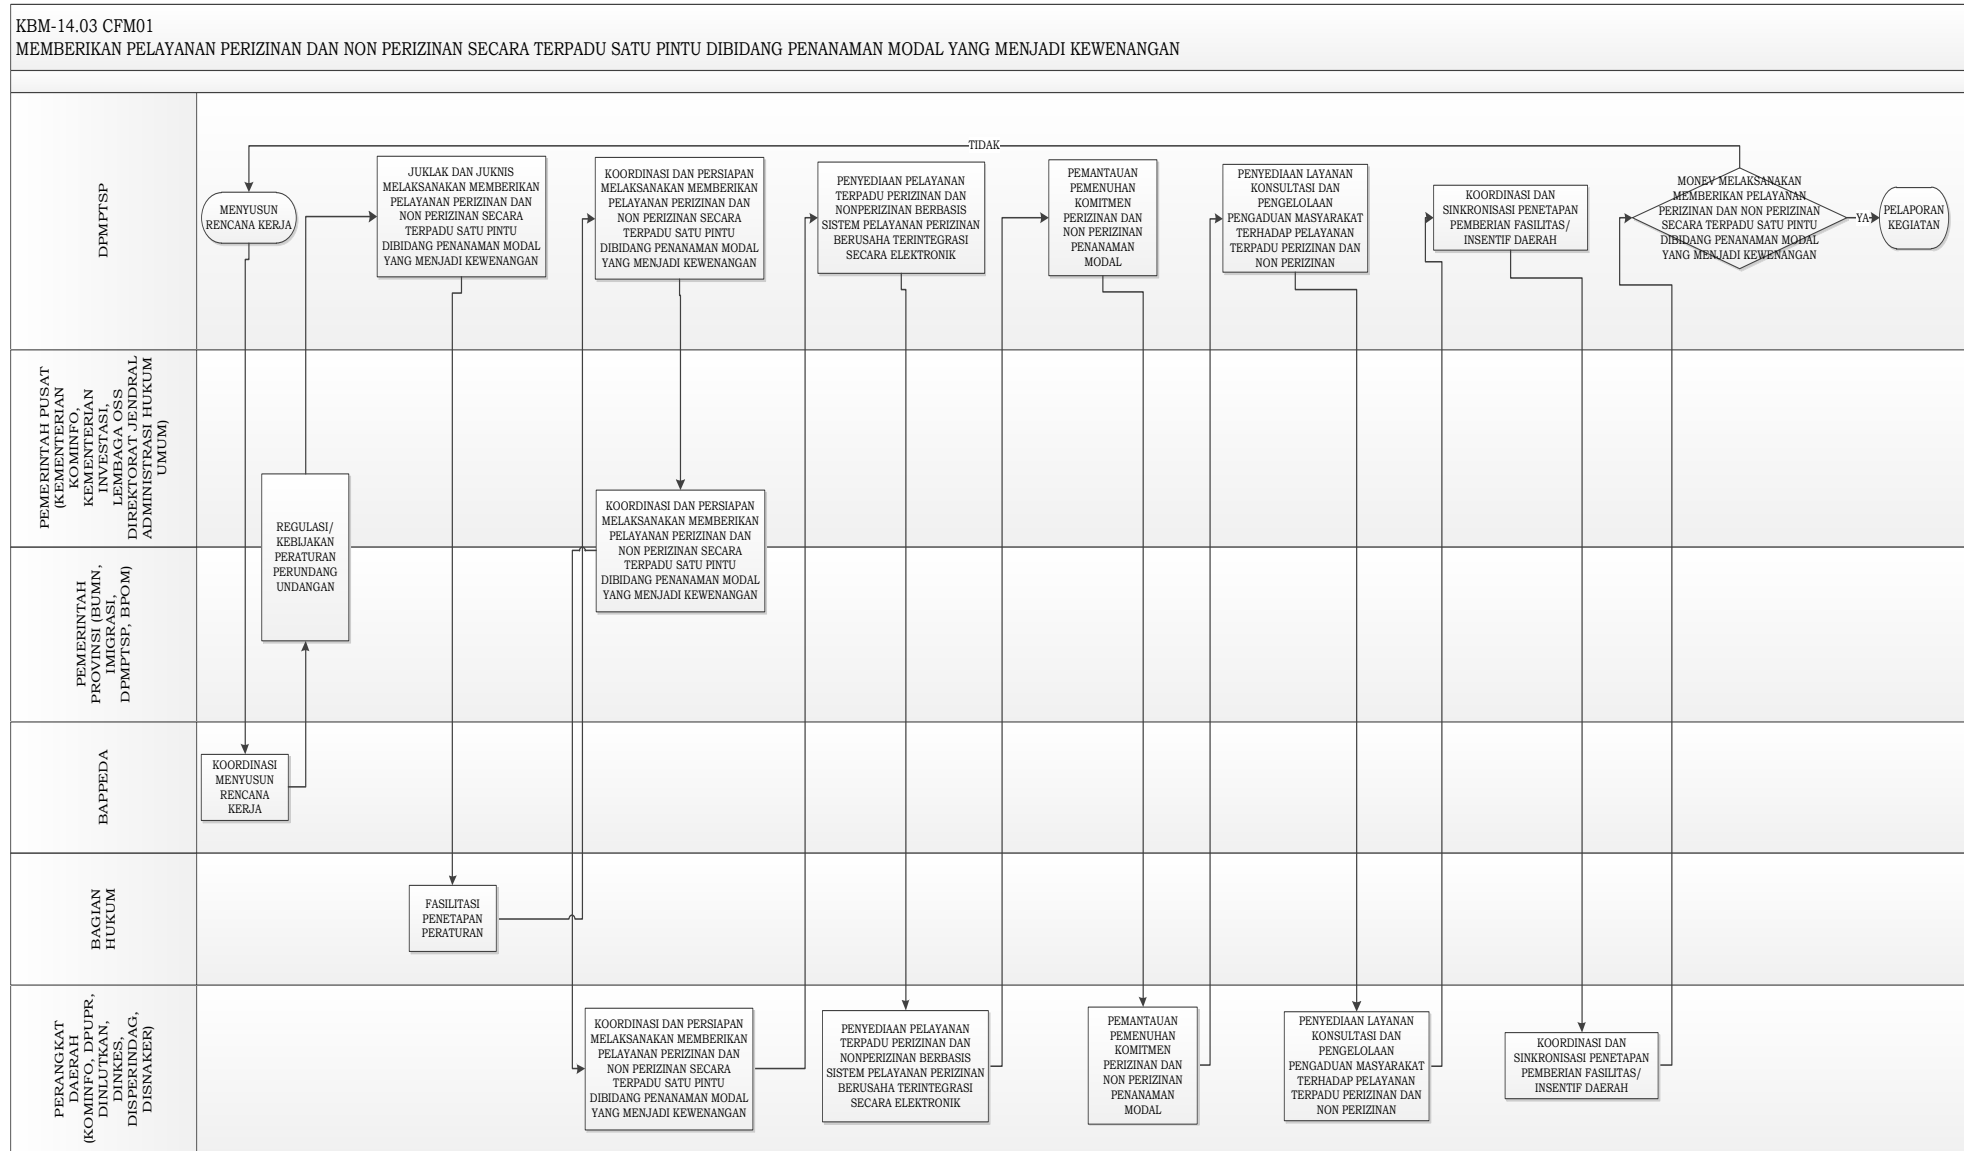 KBM-14.03 CFM01
MEMBERIKAN PELAYANAN PERIZINAN DAN NON PERIZINAN SECARA TERPADU SATU PINTU DIBIDANG PENANAMAN MODAL YANG MENJADI KEWENANGAN
DPMPTSP
TIDAK
MENYUSUN
RENCANA KERJA
JUKLAK DAN JUKNIS
MELAKSANAKAN MEMBERIKAN
PELAYANAN PERIZINAN DAN
NON PERIZINAN SECARA
TERPADU SATU PINTU
DIBIDANG PENANAMAN MODAL
YANG MENJADI KEWENANGAN
KOORDINASI DAN PERSIAPAN
MELAKSANAKAN MEMBERIKAN
PELAYANAN PERIZINAN DAN
NON PERIZINAN SECARA
TERPADU SATU PINTU
DIBIDANG PENANAMAN MODAL
YANG MENJADI KEWENANGAN
PENYEDIAAN PELAYANAN
TERPADU PERIZINAN DAN
NONPERIZINAN BERBASIS
SISTEM PELAYANAN PERIZINAN
BERUSAHA TERINTEGRASI
SECARA ELEKTRONIK
PEMANTAUAN
PEMENUHAN
KOMITMEN
PERIZINAN DAN
NON PERIZINAN
PENANAMAN
MODAL
PENYEDIAAN LAYANAN
KONSULTASI DAN
PENGELOLAAN
PENGADUAN MASYARAKAT
TERHADAP PELAYANAN
TERPADU PERIZINAN DAN
NON PERIZINAN
KOORDINASI DAN
SINKRONISASI PENETAPAN
PEMBERIAN FASILITAS/
INSENTIF DAERAH
MONEV MELAKSANAKAN
MEMBERIKAN PELAYANAN
PERIZINAN DAN NON PERIZINAN
SECARA TERPADU SATU PINTU
DIBIDANG PENANAMAN MODAL
YANG MENJADI KEWENANGAN
YA
PELAPORAN
KEGIATAN
PEMERINTAH PUSAT
(KEMENTERIAN
KOMINFO,
KEMENTERIAN
INVESTASI,
LEMBAGA OSS
DIREKTORAT JENDRAL
ADMINISTRASI HUKUM
UMUM)
REGULASI/
KEBIJAKAN
PERATURAN
PERUNDANG
UNDANGAN
KOORDINASI DAN PERSIAPAN
MELAKSANAKAN MEMBERIKAN
PELAYANAN PERIZINAN DAN
NON PERIZINAN SECARA
TERPADU SATU PINTU
DIBIDANG PENANAMAN MODAL
YANG MENJADI KEWENANGAN
PEMERINTAH
PROVINSI (BUMN,
IMIGRASI,
DPMPTSP, BPOM)
BAPPEDA
KOORDINASI
MENYUSUN
RENCANA
KERJA
BAGIAN
HUKUM
FASILITASI
PENETAPAN
PERATURAN
PERANGKAT
DAERAH
(KOMINFO, DPUPR,
DINLUTKAN,
DINKES,
DISPERINDAG,
DISNAKER)
KOORDINASI DAN PERSIAPAN
MELAKSANAKAN MEMBERIKAN
PELAYANAN PERIZINAN DAN
NON PERIZINAN SECARA
TERPADU SATU PINTU
DIBIDANG PENANAMAN MODAL
YANG MENJADI KEWENANGAN
PENYEDIAAN PELAYANAN
TERPADU PERIZINAN DAN
NONPERIZINAN BERBASIS
SISTEM PELAYANAN PERIZINAN
BERUSAHA TERINTEGRASI
SECARA ELEKTRONIK
PEMANTAUAN
PEMENUHAN
KOMITMEN
PERIZINAN DAN
NON PERIZINAN
PENANAMAN
MODAL
PENYEDIAAN LAYANAN
KONSULTASI DAN
PENGELOLAAN
PENGADUAN MASYARAKAT
TERHADAP PELAYANAN
TERPADU PERIZINAN DAN
NON PERIZINAN
KOORDINASI DAN
SINKRONISASI PENETAPAN
PEMBERIAN FASILITAS/
INSENTIF DAERAH